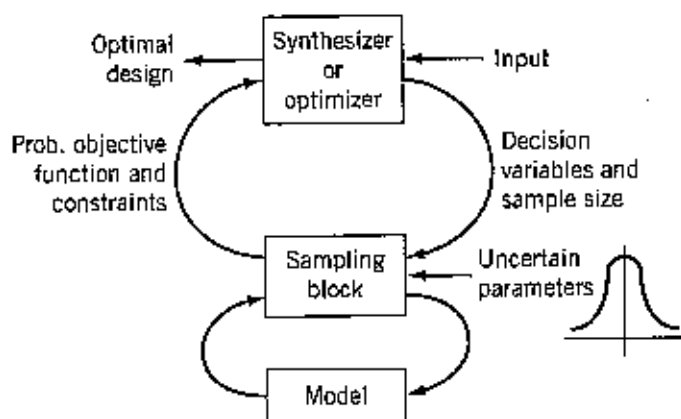 Optimal
design
Synthesizer
or
optimizer
Input
Prob. objective
function and
constraints
Decision
variables and
sample size
Sampling
block
Uncertain
parameters
Model